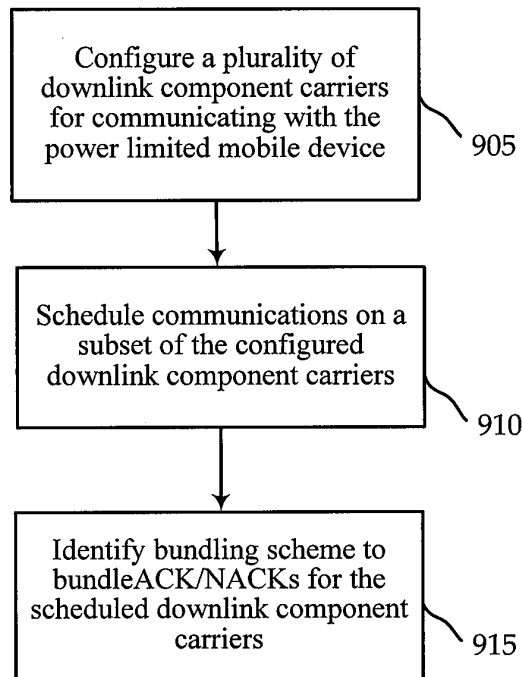 Configure a plurality of
downlink component carriers
for communicating with the
power limited mobile device
905
Schedule communications on a
subset of the configured
downlink component carriers
910
Identify bundling scheme to
bundleACK/NACKs for the
scheduled downlink component
carriers
915